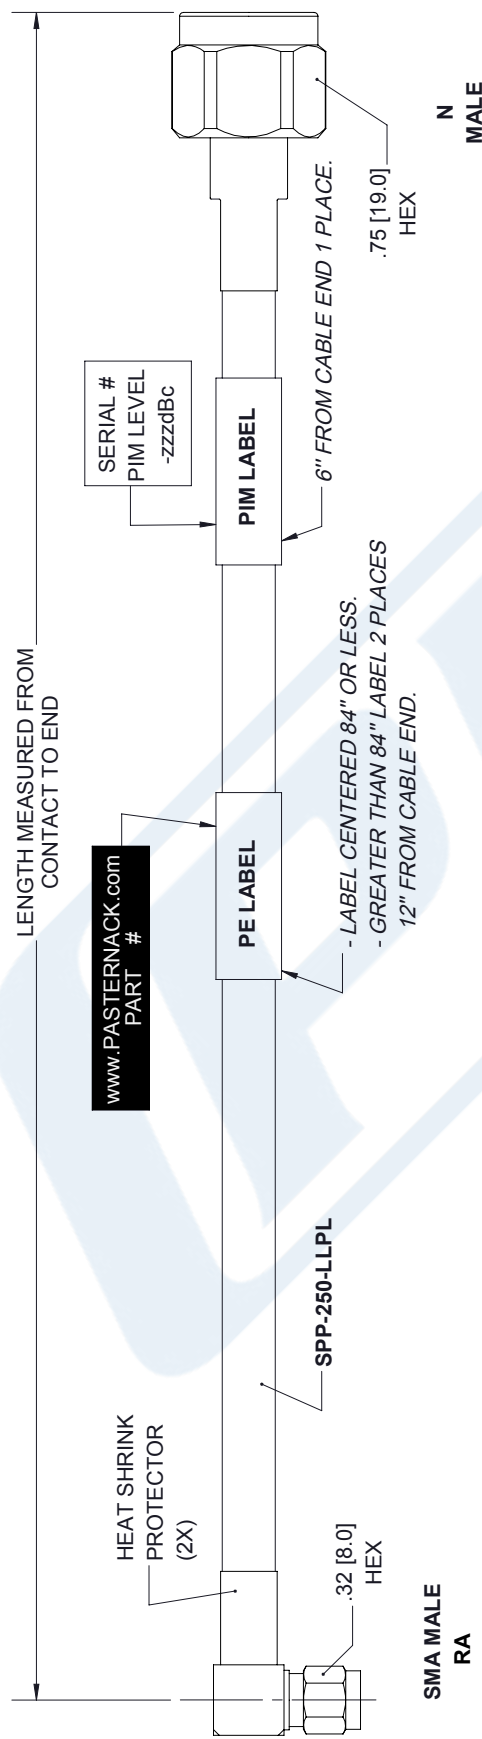 LENGTH MEASURED FROM
CONTACT TO END
HEAT SHRINK
PROTECTOR
(2X)
www.PASTERNACK.com
PART #
SERIAL #
PIM LEVEL
-zzzdBc
PE LABEL
PIM LABEL
.32 [8.0]
HEX
SPP-250-LLPL
- LABEL CENTERED 84" OR LESS.
- GREATER THAN 84" LABEL 2 PLACES
12" FROM CABLE END.
6" FROM CABLE END 1 PLACE.
.75 [19.0]
HEX
SMA MALE
RA
N
MALE